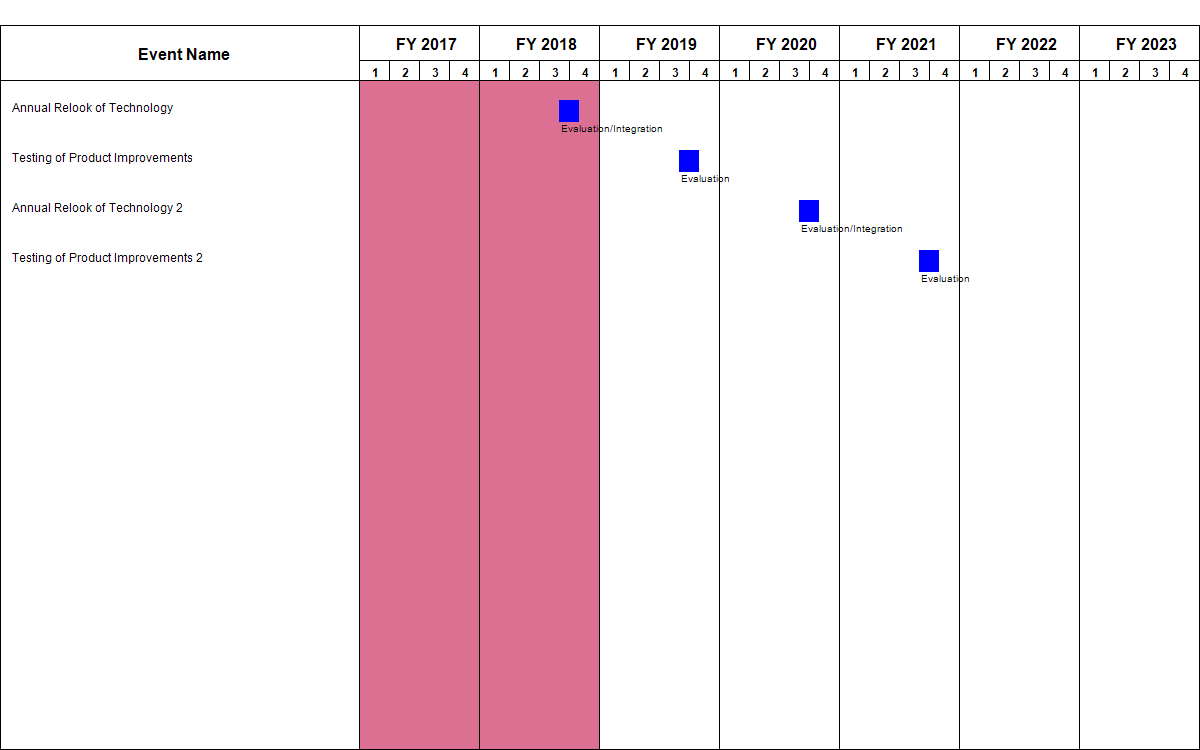 Event Name FY 2017 FY 2018 FY 2019 FY 2020 FY 2021 FY 2022 FY 2023
1 2 3 4 1 2 3 4 1 2 3 4 1 2 3 4 1 2 3 4 1 2 3 4 1 2 3 4
Annual Relook of Technology
Evaluation/Integration
Testing of Product Improvements
Evaluation
Annual Relook of Technology 2
Evaluation/Integration
Testing of Product Improvements 2
Evaluation